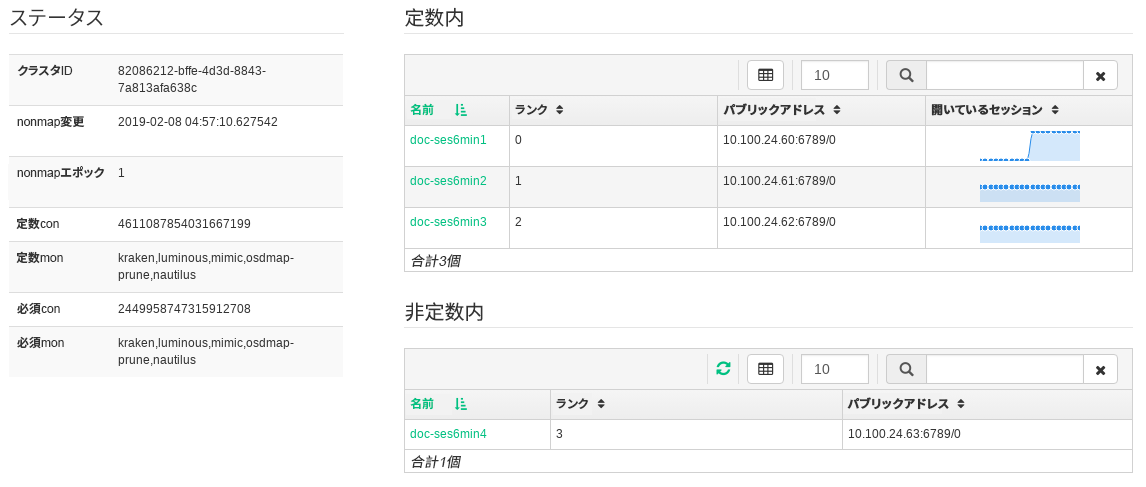 ステータス
クラスタID 82086212-bffe-4d3d-8843-
7a813afa638c
nonmap変更 2019-02-08 04:57:10.627542
nonmapエポック 1
定数con 4611087854031667199
定数mon kraken,luminous,mimic,osdmap-
prune,nautilus
必須con 2449958747315912708
必須mon kraken,luminous,mimic,osdmap-
prune,nautilus
定数内
10
名前 ランク パブリックアドレス 開いているセッション
doc-ses6min1 0 10.100.24.60:6789/0
doc-ses6min2 1 10.100.24.61:6789/0
doc-ses6min3 2 10.100.24.62:6789/0
合計3個
非定数内
10
名前 ランク パブリックアドレス
doc-ses6min4 3 10.100.24.63:6789/0
合計1個